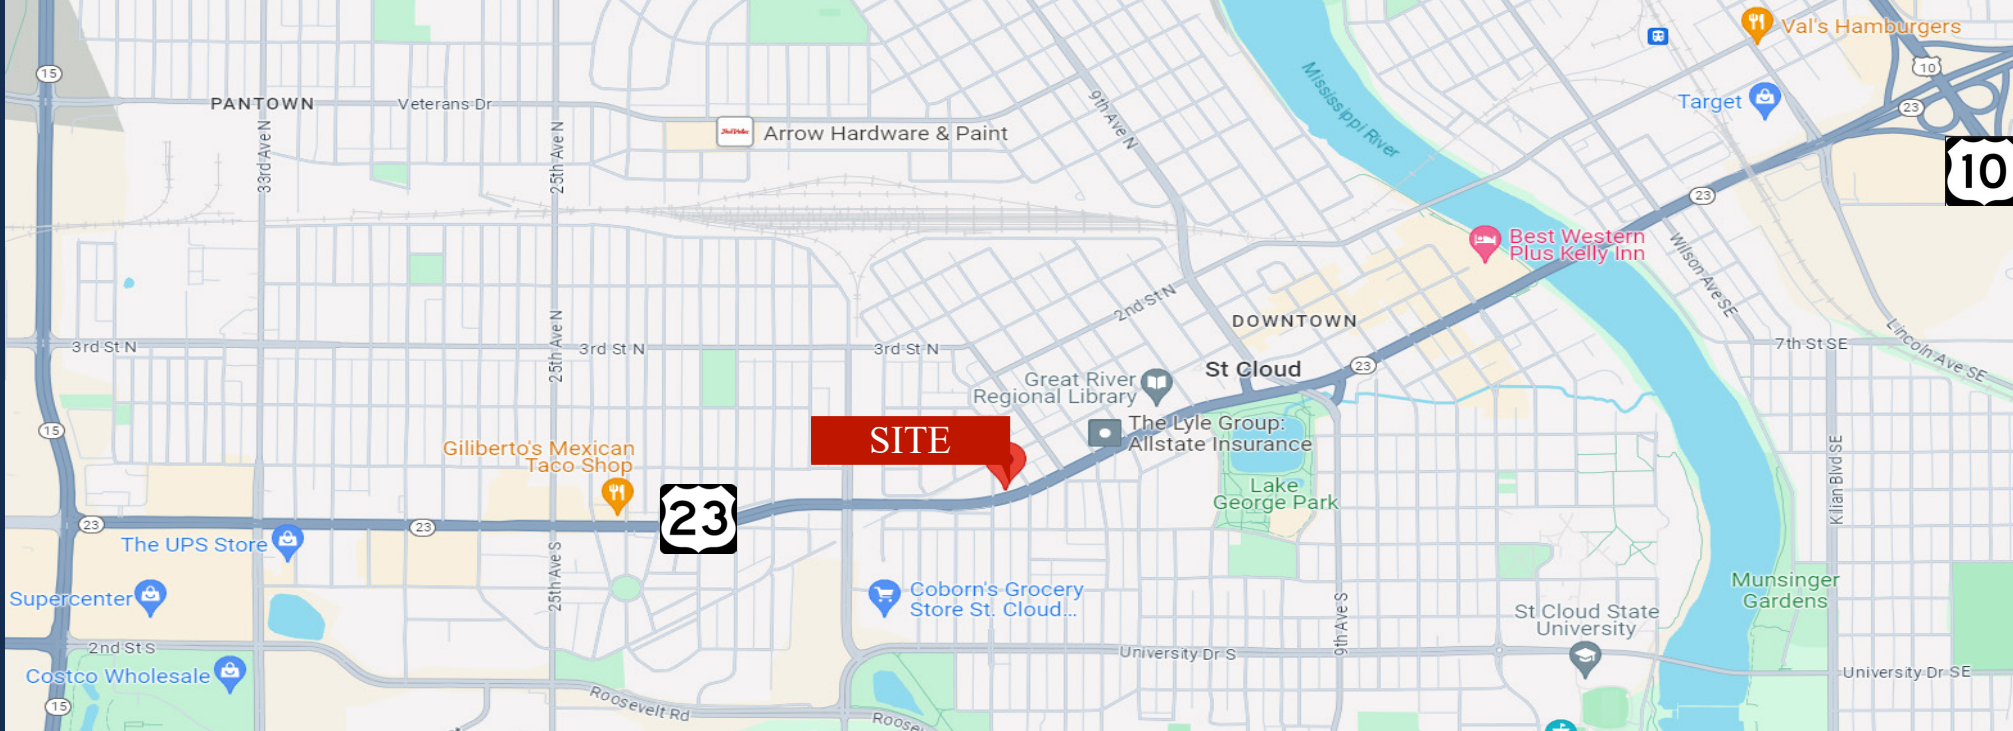 Val's Hamburgers
10
15
Mississippi River
PANTOWN
Veterans Dr
9th Ave N
Target
23
Arrow Hardware & Paint
33rd Ave N
25th Ave N
10
23
Best Western
Plus Kelly Inn
Wilson Ave SE
2nd St N
DOWNTOWN
25th Ave N
3rd St N
3rd St N
3rd St N
7th St SE
Lincoln Ave SE
St Cloud
23
Great River
Regional Library
SITE
The Lyle Group:
Allstate Insurance
15
Giliberto's Mexican
Taco Shop
Lake
George Park
Kilian Blvd SE
23
23
23
The UPS Store
25th Ave S
Supercenter
Coborn's Grocery
Store St. Cloud...
Munsinger
Gardens
St Cloud State
University
9th Ave S
2nd St S
University Dr S
Costco Wholesale
University Dr SE
15
Roosevelt Rd
Roosev